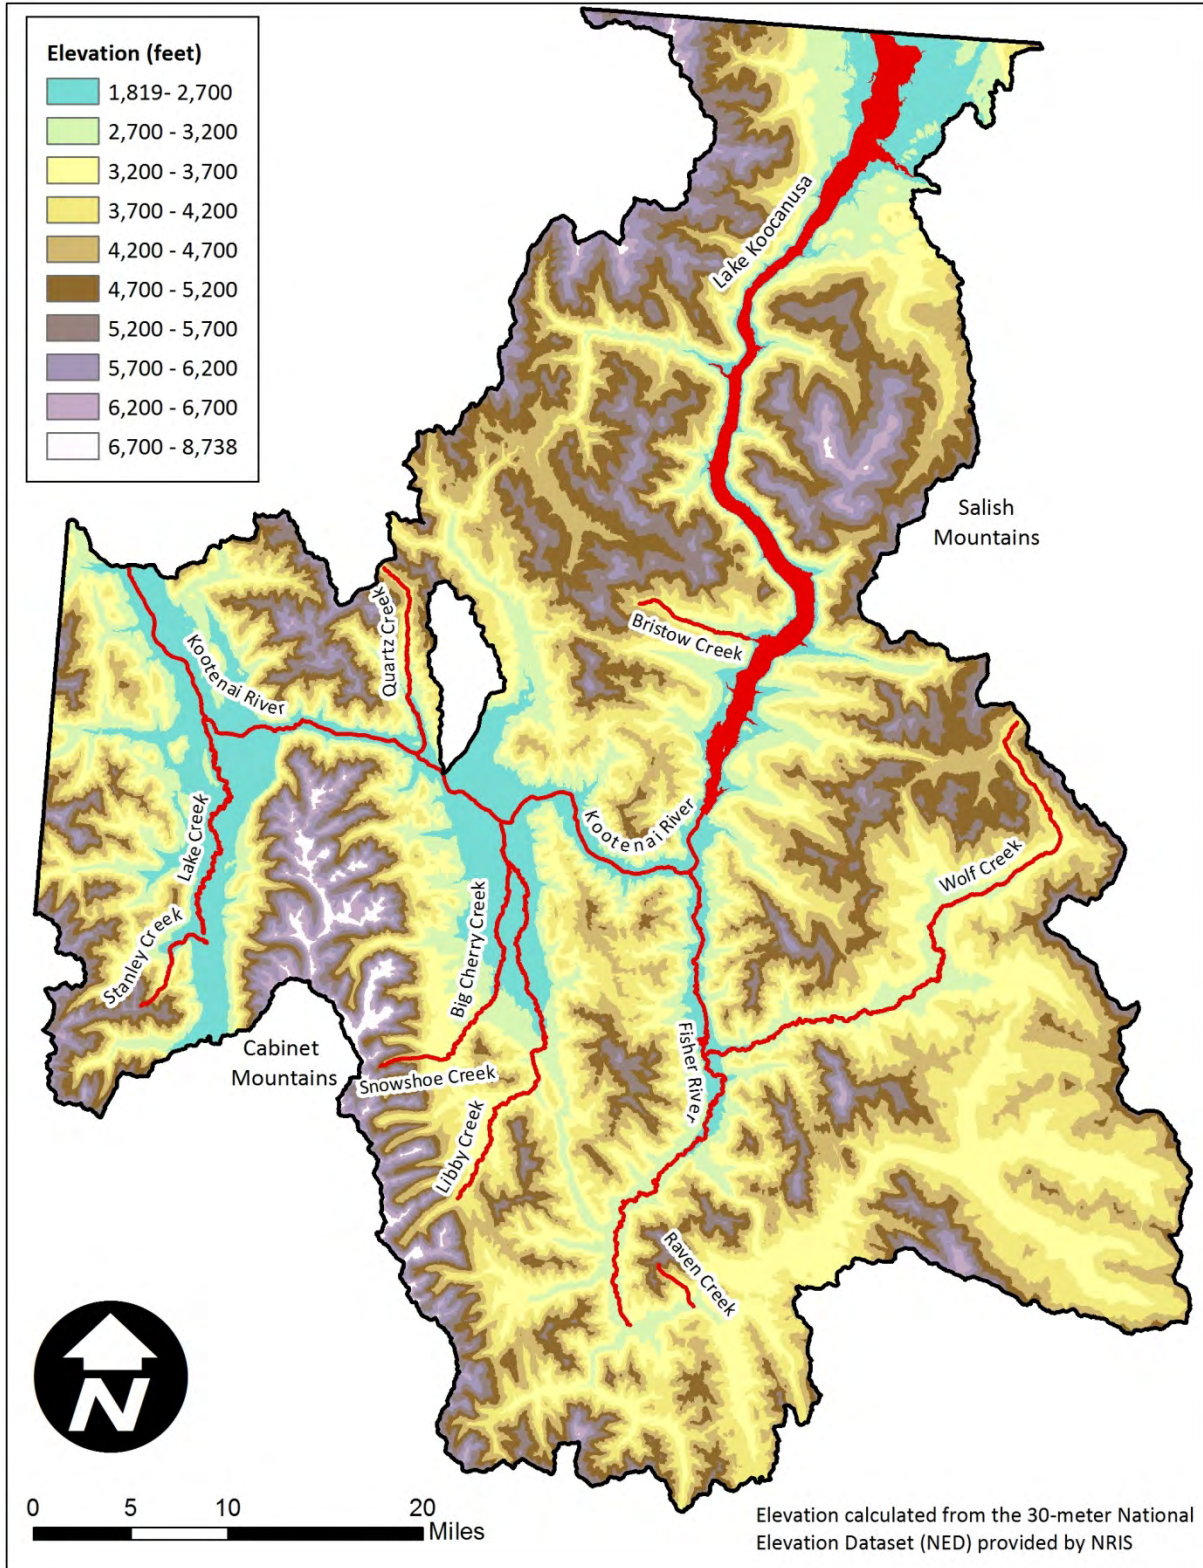 Elevation (feet)
1,819- 2,700
2,700 - 3,200
3,200 - 3,700
3,700 - 4,200
4,200 - 4,700
4,700 - 5,200
5,200 - 5,700
5,700 - 6,200
6,200 - 6,700
6,700 - 8,738
Lake Koocanusa
Salish
Mountains
Quartz Creek
Bristow Creek
Kootenai River
Kootenai River
Lake Creek
Wolf Creek
Big Cherry Creek
Stanley Creek
Fisher River
Cabinet
Mountains
Snowshoe Creek
Libby Creek
Raven Creek
N
0 5 10 20
Miles
Elevation calculated from the 30-meter National
Elevation Dataset (NED) provided by NRIS